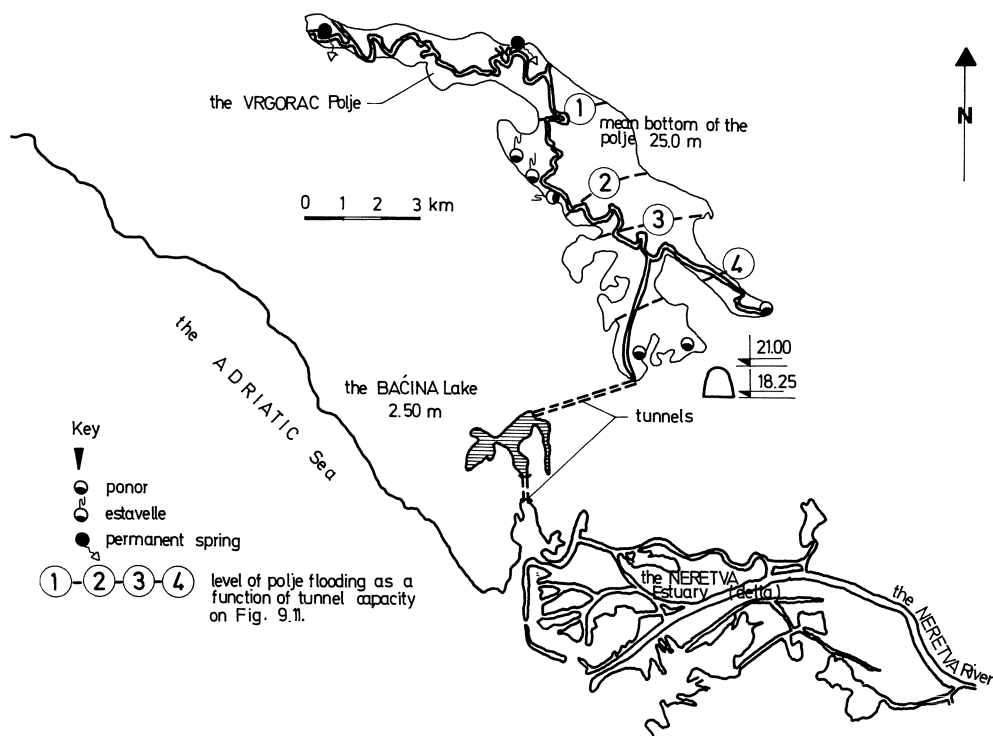 the VRGORAC Polje
1
mean bottom of the
polje 25.0 m
N
2
0 1 2 3 km
3
4
21.00
18.25
the ADRIATIC Sea
the BAĆINA Lake
2.50 m
tunnels
Key
ponor
estavelle
permanent spring
1-2-3-4
level of polje flooding as a
function of tunnel capacity
on Fig. 9.11.
the NERETVA
Estuary (delta)
the NERETVA River